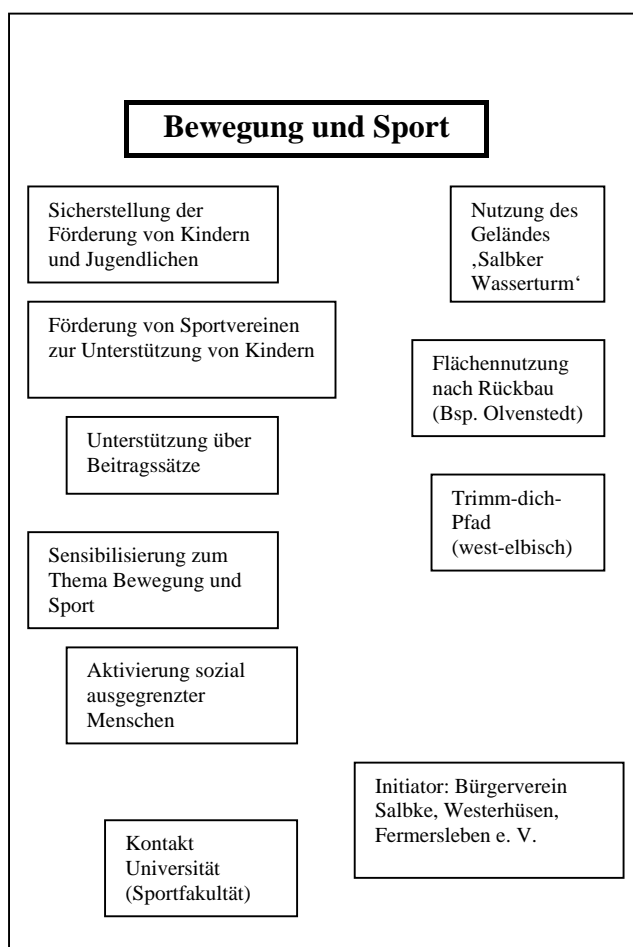 Bewegung und Sport
Sicherstellung der
Förderung von Kindern
und Jugendlichen
Förderung von Sportvereinen
zur Unterstützung von Kindern
Unterstützung über
Beitragssätze
Sensibilisierung zum
Thema Bewegung und
Sport
Aktivierung sozial
ausgegrenzter
Menschen
Kontakt
Universität
(Sportfakultät)
Nutzung des
Geländes
‚Salbker
Wasserturm‘
Flächennutzung
nach Rückbau
(Bsp. Olvenstedt)
Trimm-dich-
Pfad
(west-elbisch)
Initiator: Bürgerverein
Salbke, Westerhüsen,
Fermersleben e. V.